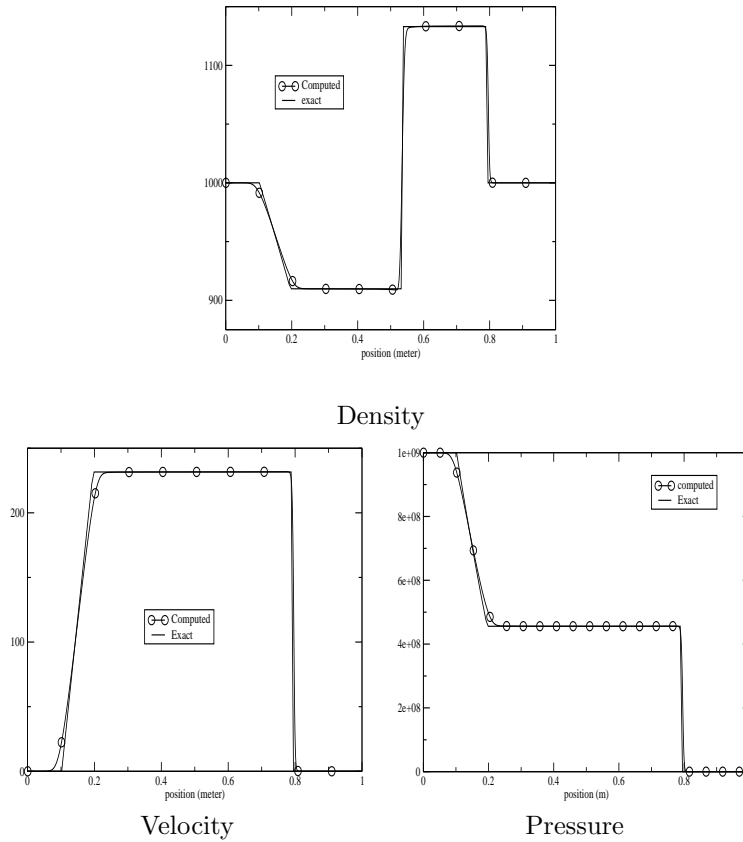 1100
1000
900
Computed
exact
0
0.2
0.4
0.6
0.8
1
position (meter)
Density
200
100
0
Computed
Exact
0
0.2
0.4
0.6
0.8
1
position (meter)
Velocity
1e+09
8e+08
6e+08
4e+08
2e+08
0
computed
Exact
0
0.2
0.4
0.6
0.8
position (m)
Pressure